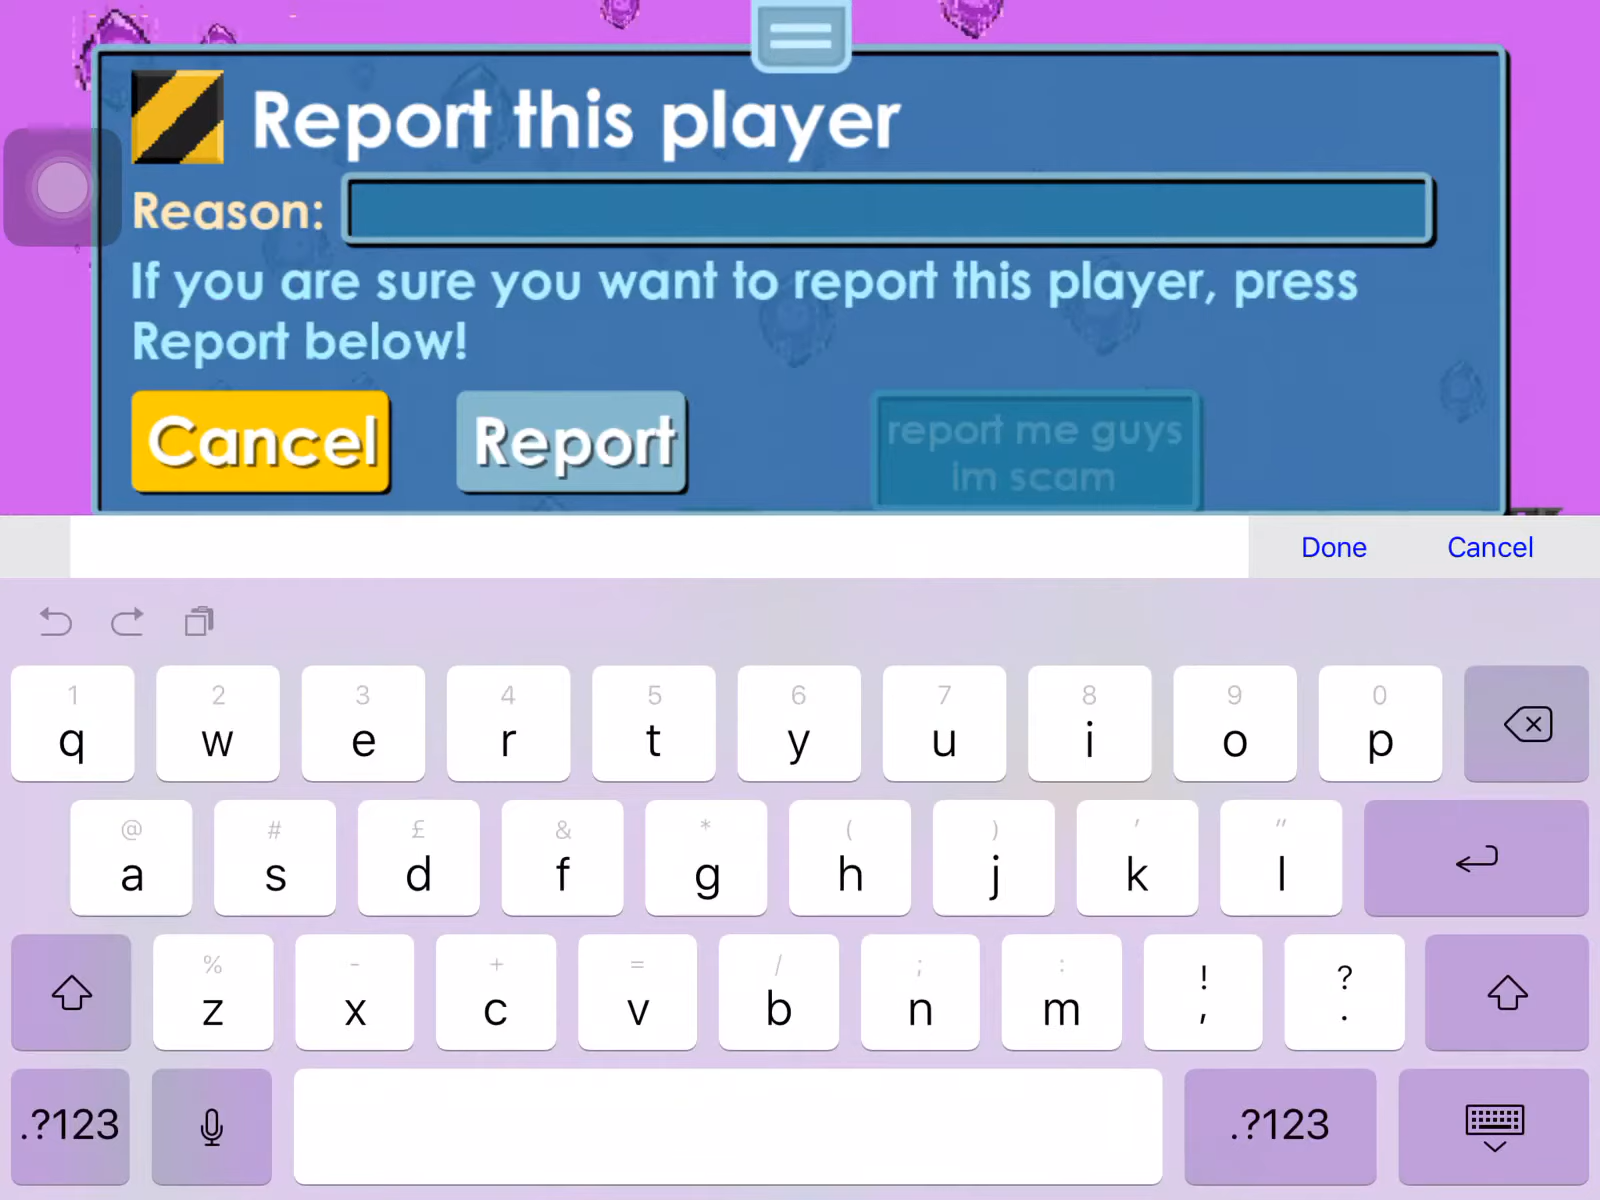 Report this player
Reason:
If you are sure you want to report this player, press
Report below!
Cancel Report
report me guys
im scam
Done Cancel
1 2 3 4 5 6 7 8 9 0
q w e r t y u i o p
@ # £ & * ( ) ' "
a s d f g h j k l
% - + = / ; : ! ?
z x c v b n m , .
.?123 .?123